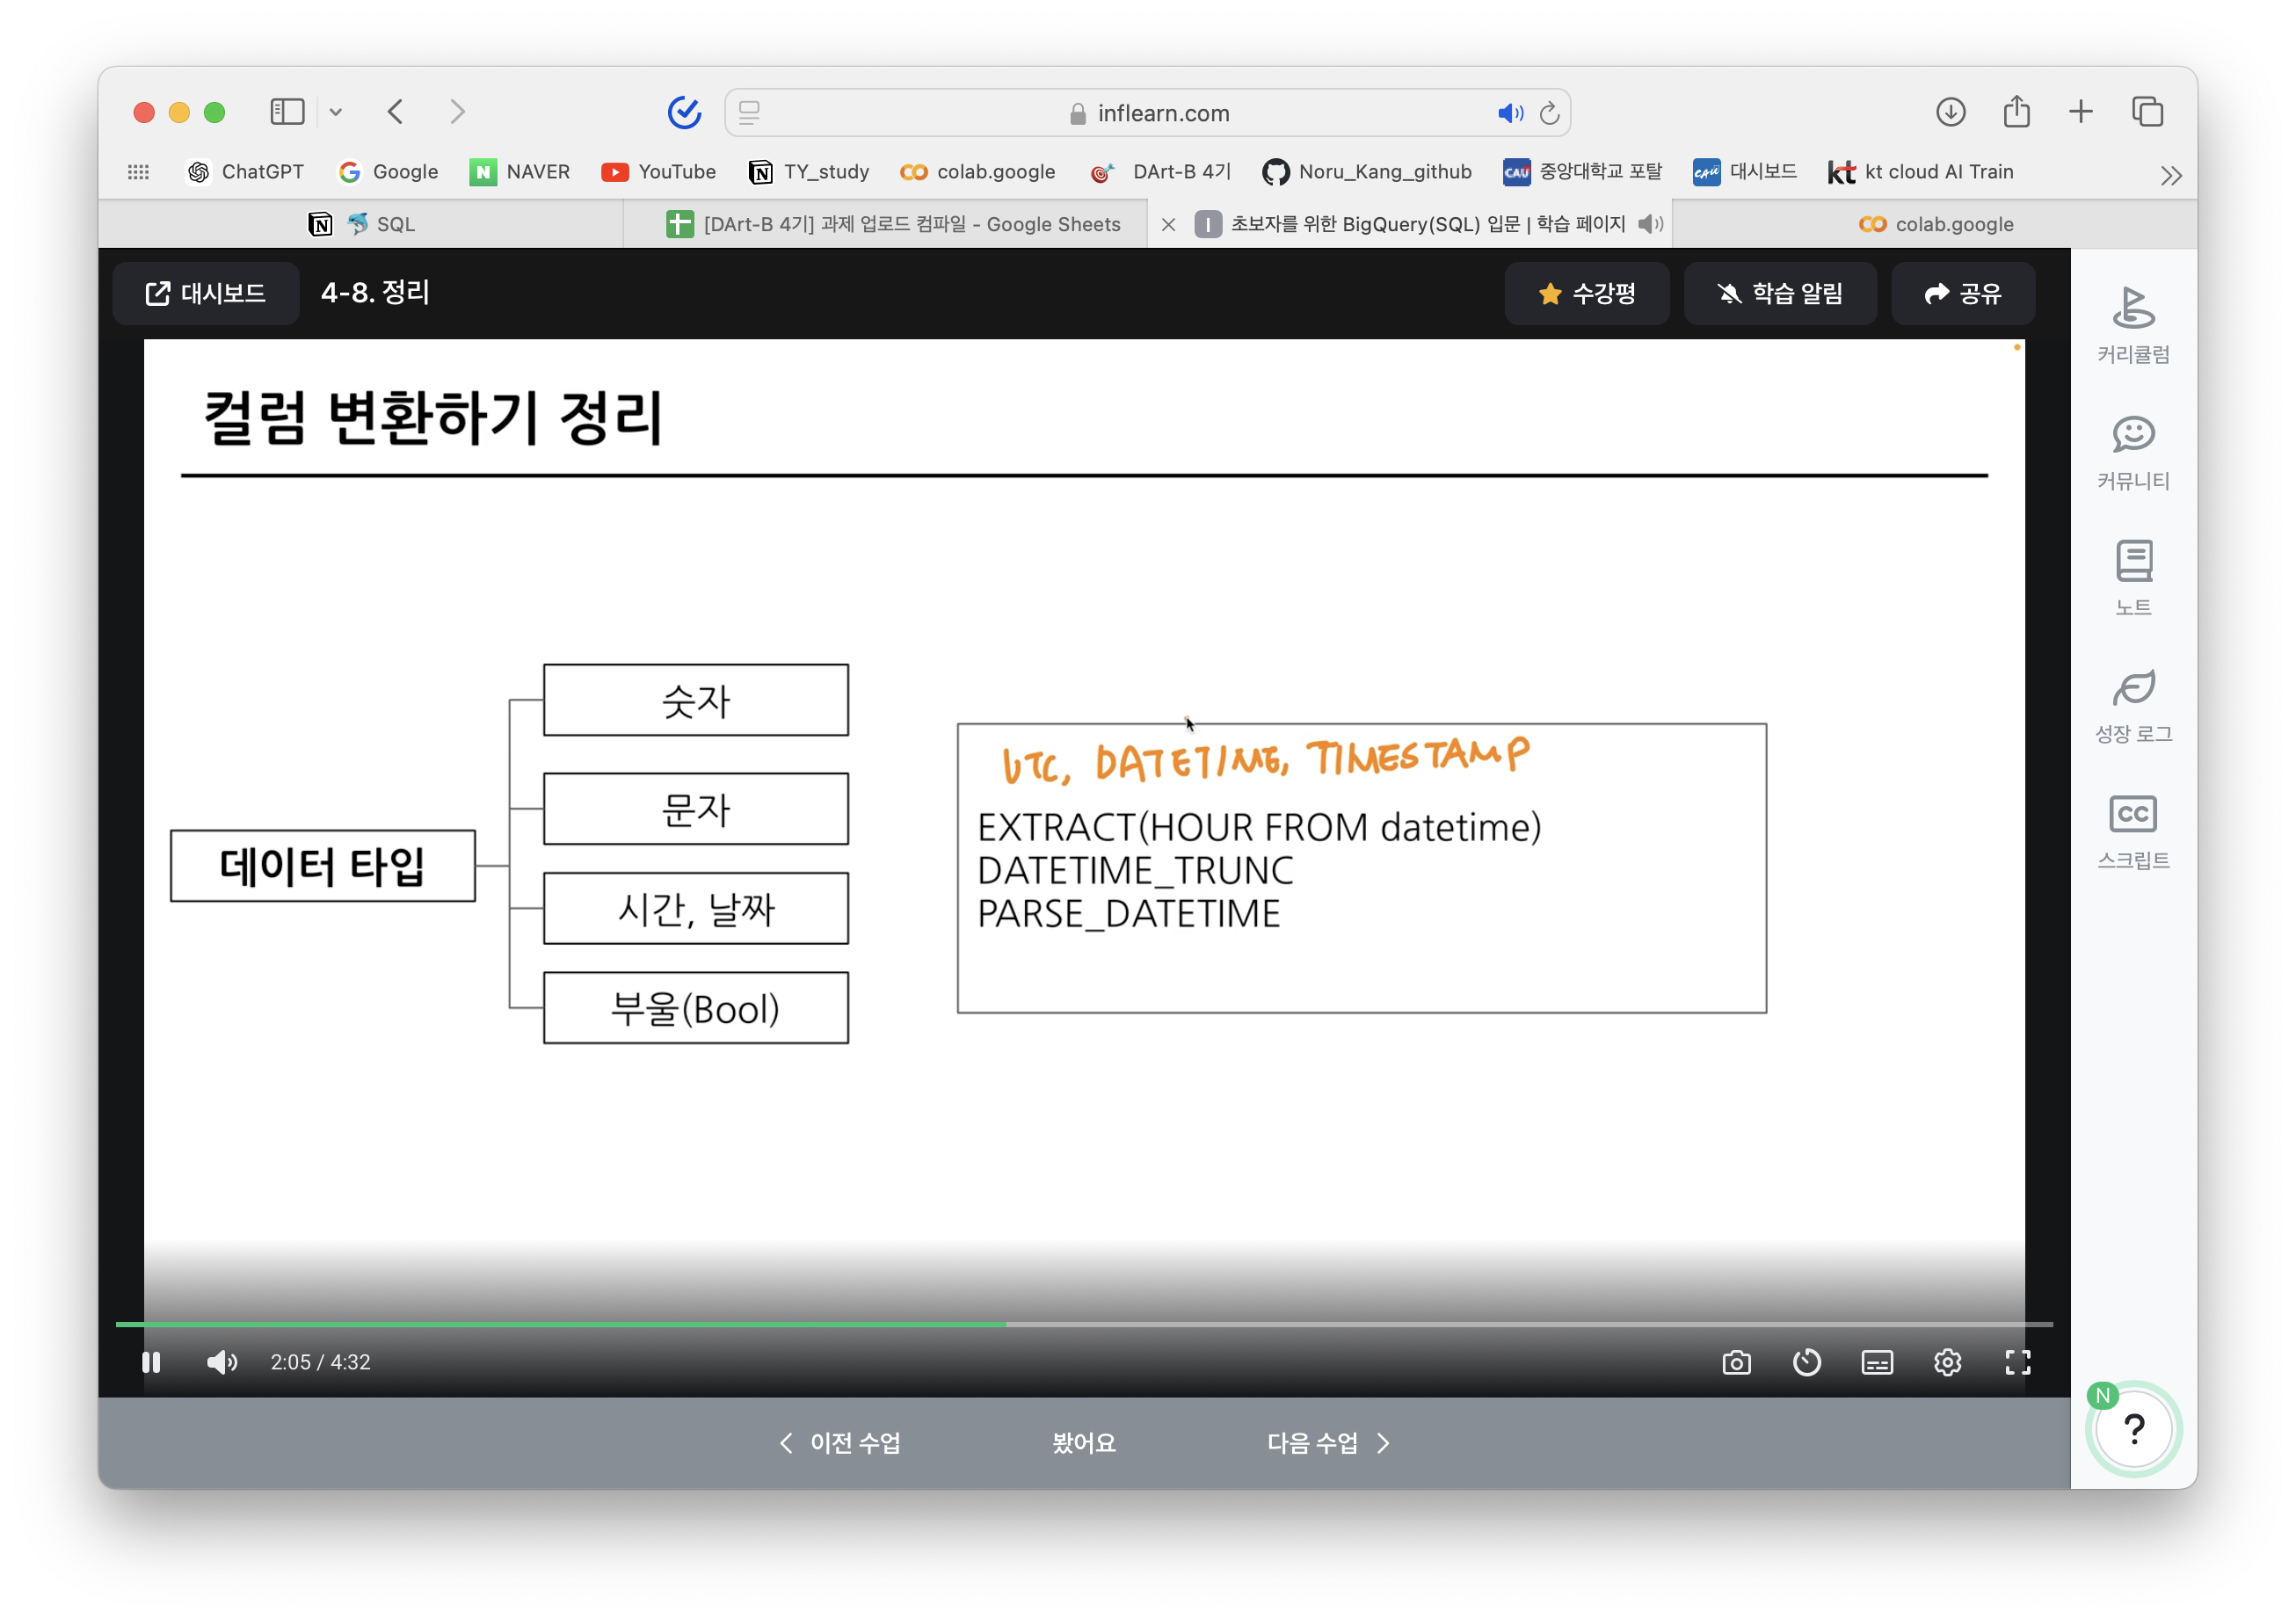 inflearn.com
ChatGPT Google NAVER YouTube TY_study colab.google DArt-B 4기 Noru_Kang_github 중앙대학교 포탈 대시보드 kt cloud AI Train
SQL [DArt-B 4기] 과제 업로드 컴파일 - Google Sheets 초보자를 위한 BigQuery(SQL) 입문 | 학습 페이지 colab.google
대시보드 4-8. 정리 수강평 학습 알림 공유
컬럼 변환하기 정리
데이터 타입
숫자
문자
시간, 날짜
부울(Bool)
UTC, DATETIME, TIMESTAMP
EXTRACT(HOUR FROM datetime)
DATETIME_TRUNC
PARSE_DATETIME
2:05 / 4:32
이전 수업 봤어요 다음 수업
커리큘럼
커뮤니티
노트
성장 로그
CC
스크립트
N
?